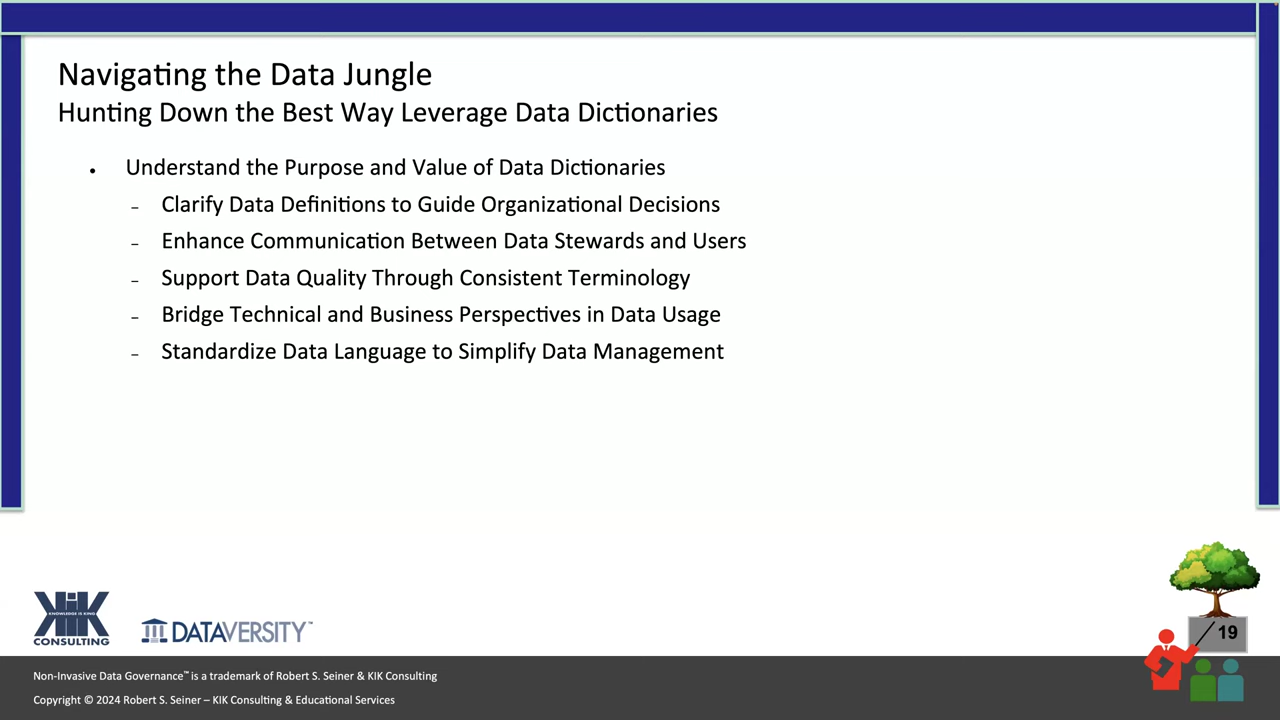 Navigating the Data Jungle
Hunting Down the Best Way Leverage Data Dictionaries
• Understand the Purpose and Value of Data Dictionaries
– Clarify Data Definitions to Guide Organizational Decisions
– Enhance Communication Between Data Stewards and Users
– Support Data Quality Through Consistent Terminology
– Bridge Technical and Business Perspectives in Data Usage
– Standardize Data Language to Simplify Data Management
KIK
KNOWLEDGE IS KING
CONSULTING
DATAVERSITY™
19
Non-Invasive Data Governance™ is a trademark of Robert S. Seiner & KIK Consulting
Copyright © 2024 Robert S. Seiner – KIK Consulting & Educational Services